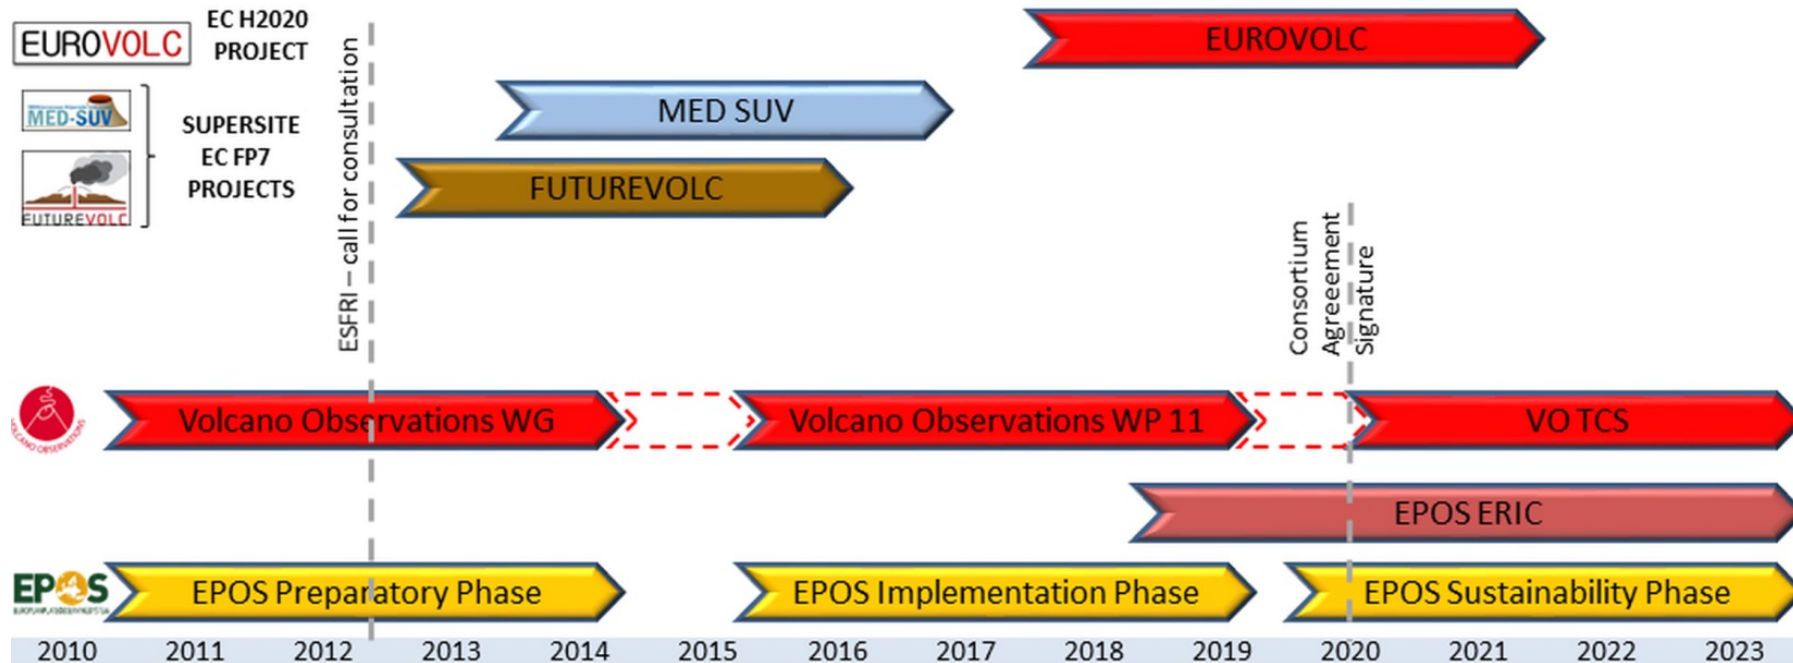 EUROVOLC
EC H2020
PROJECT
EUROVOLC
MED-SUV
MED SUV
SUPERSITE
EC FP7
PROJECTS
FUTUREVOLC
FUTUREVOLC
ESFRI – call for consultation
Consortium
Agreeement
Signature
VOLCANO OBSERVATIONS
Volcano Observations WG
Volcano Observations WP 11
VO TCS
EPOS ERIC
EPOS
EPOS Preparatory Phase
EPOS Implementation Phase
EPOS Sustainability Phase
2010 2011 2012 2013 2014 2015 2016 2017 2018 2019 2020 2021 2022 2023